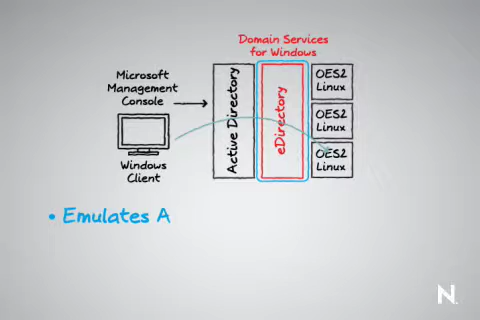 Domain Services
for Windows
Microsoft
Management
Console
Windows
Client
Active Directory
eDirectory
OES2
Linux
OES2
Linux
OES2
Linux
• Emulates A
N